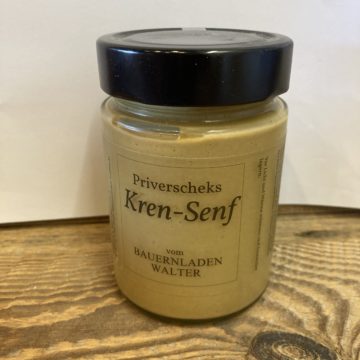 Priverscheks
Kren-Senf
vom
BAUERNLADEN
WALTER